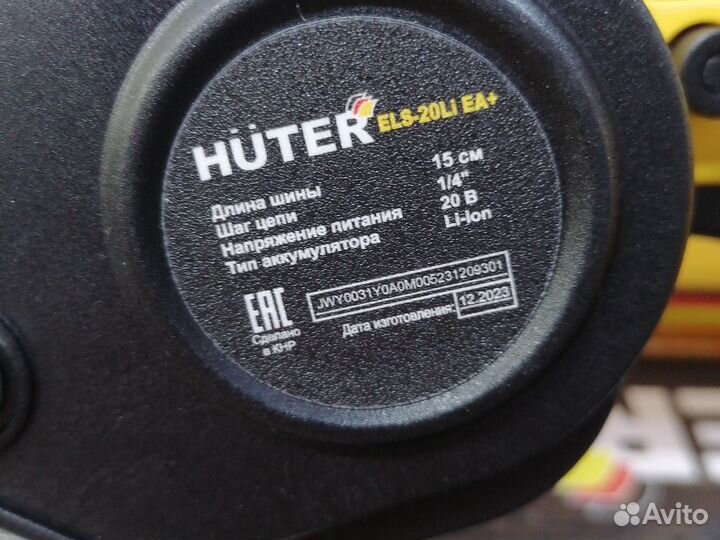 HÜTER ELS-20Li EA+
Длина шины 15 см
Шаг цепи 1/4"
Напряжение питания 20 В
Тип аккумулятора Li-Ion
JWY0031Y0A0M005231209301
Дата изготовления: 12.2023
EAC
Сделано
в КНР
Avito